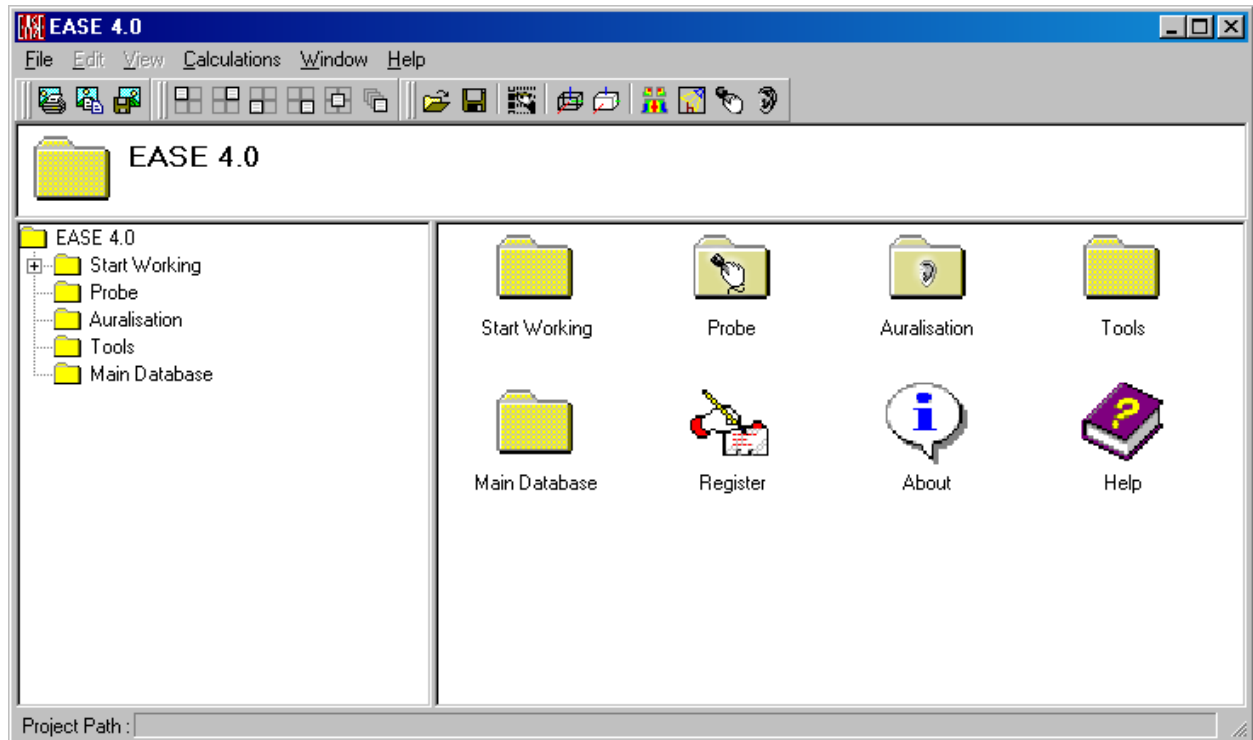 EASE 4.0
File Edit View Calculations Window Help
EASE 4.0
EASE 4.0
Start Working
Probe
Auralisation
Tools
Main Database
Start Working Probe Auralisation Tools
Main Database Register About Help
Project Path :